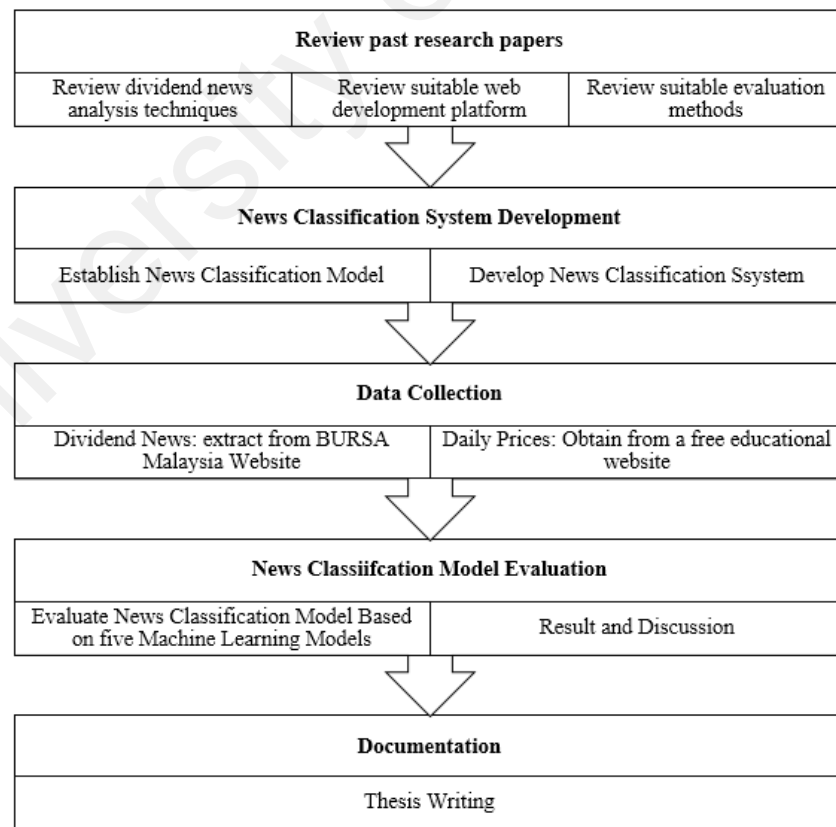 Review past research papers
Review dividend news
analysis techniques
Review suitable web
development platform
Review suitable evaluation
methods
News Classification System Development
Establish News Classification Model
Develop News Classification Ssystem
Data Collection
Dividend News: extract from BURSA
Malaysia Website
Daily Prices: Obtain from a free educational
website
News Classiifcation Model Evaluation
Evaluate News Classification Model Based
on five Machine Learning Models
Result and Discussion
Documentation
Thesis Writing